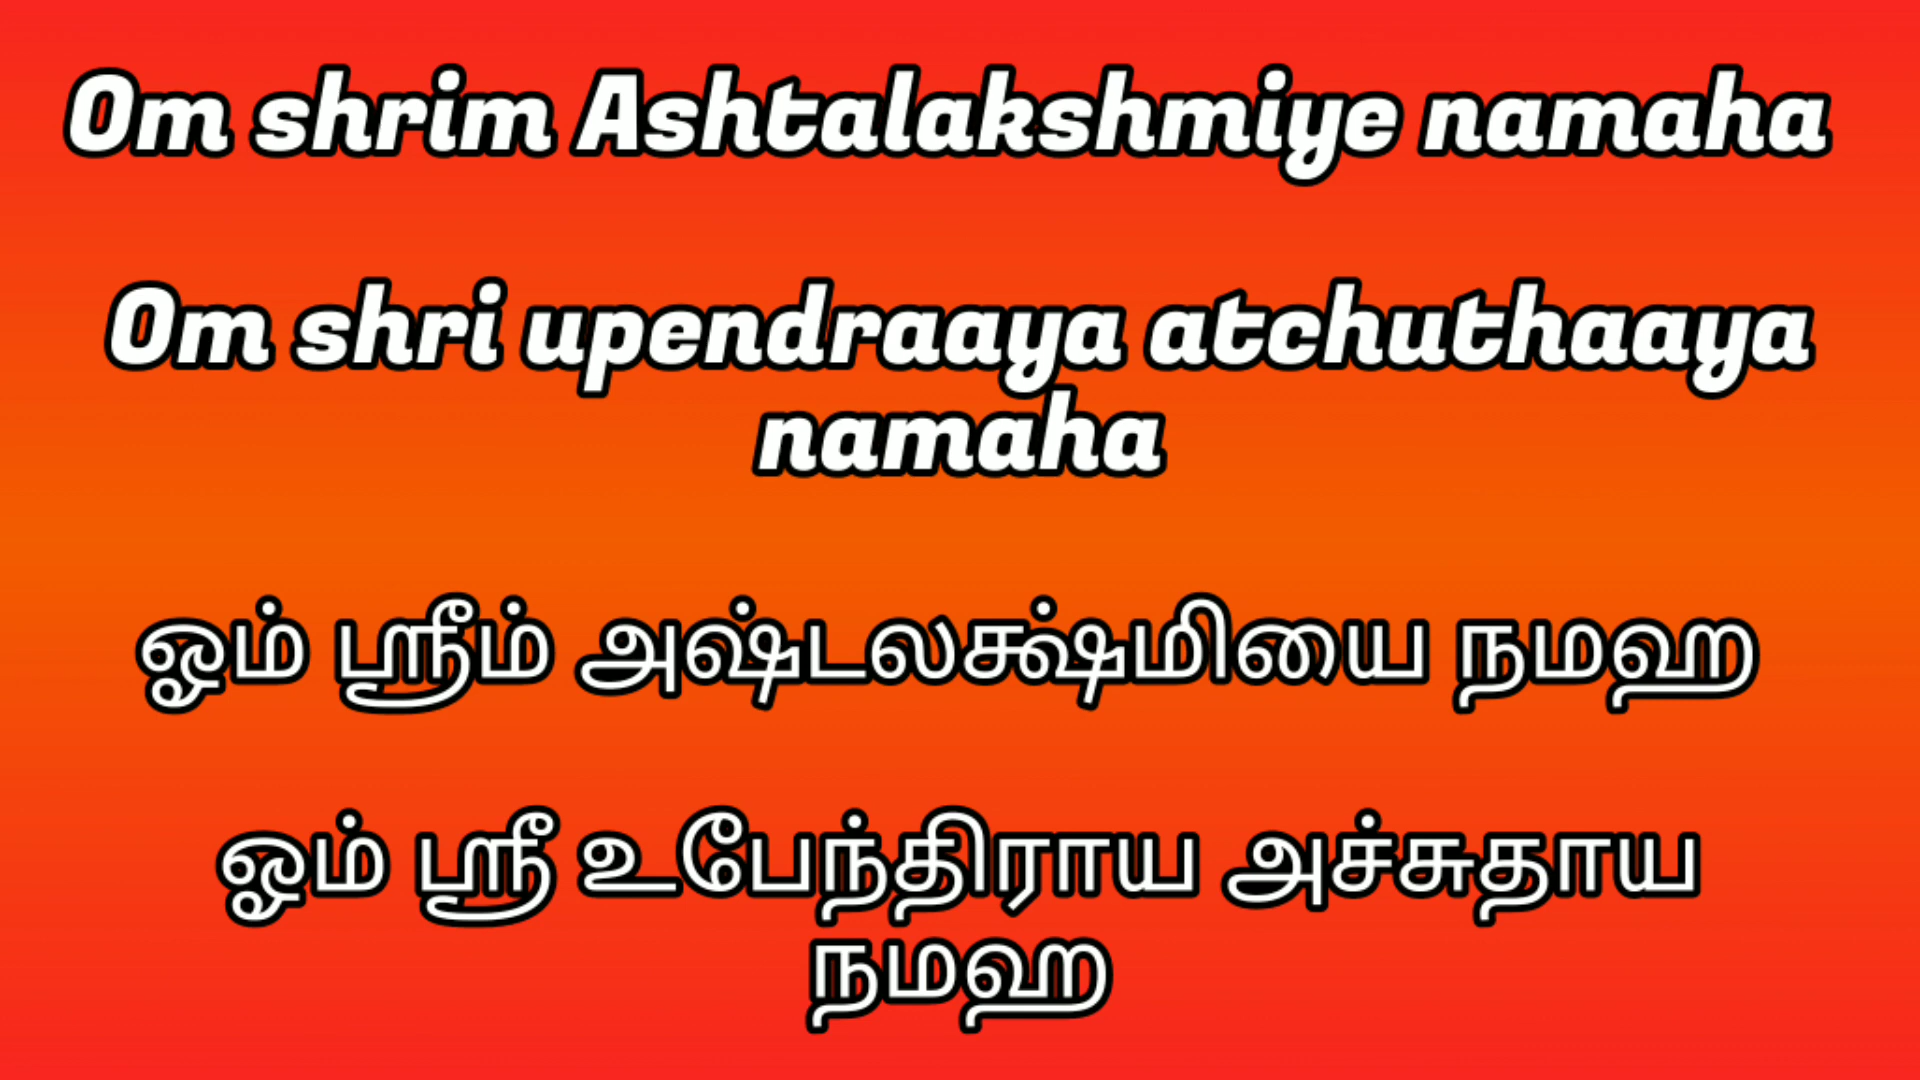 Om shrim Ashtalakshmiye namaha
Om shri upendraaya atchuthaaya
namaha
ஓம் ஸ்ரீம் அஷ்டலக்ஷ்மியை நமஹ
ஓம் ஸ்ரீ உபேந்திராய அச்சுதாய
நமஹ